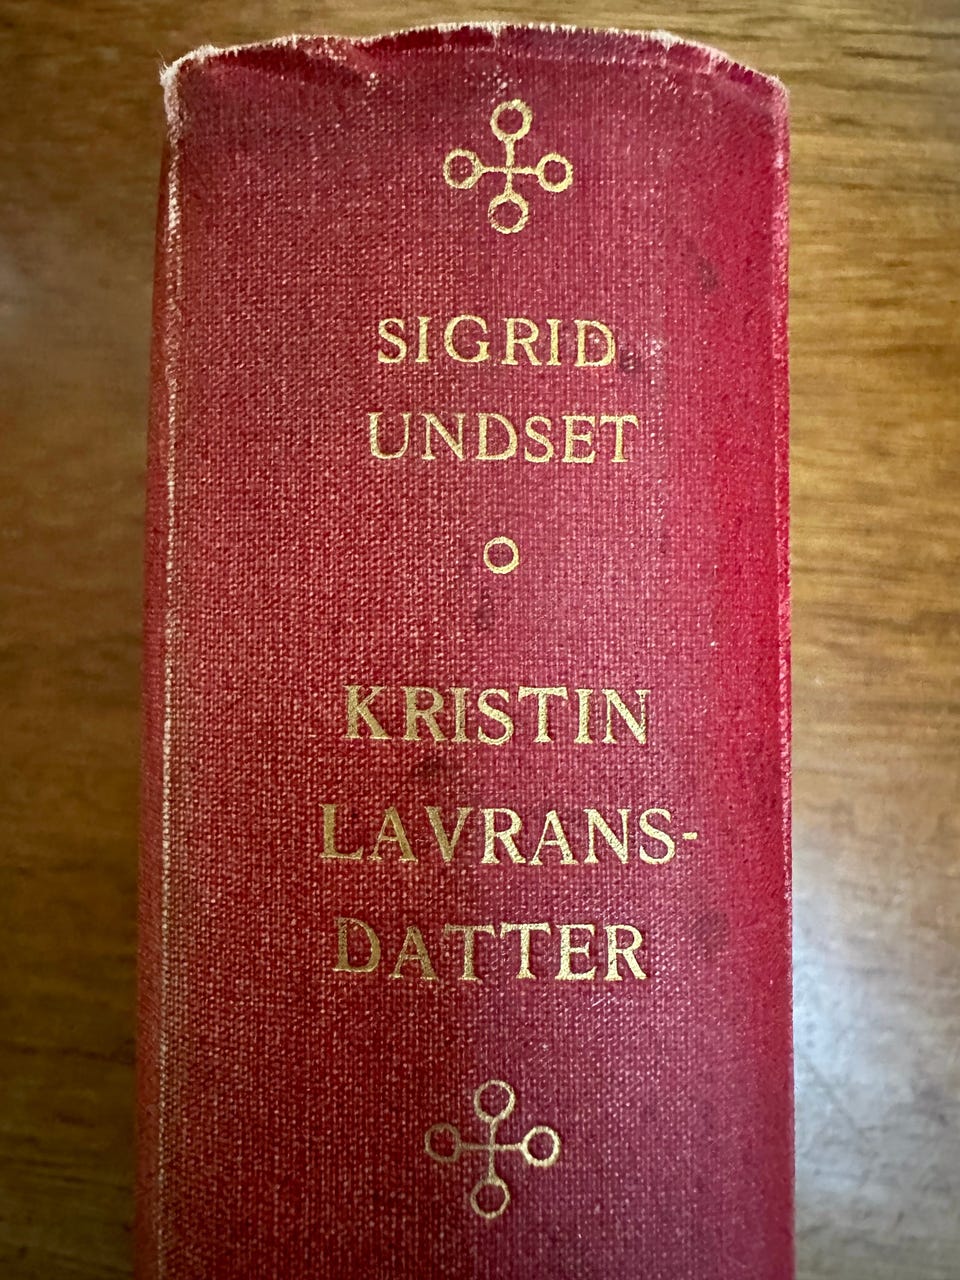 SIGRID
UNDSET
KRISTIN
LAVRANS-
DATTER